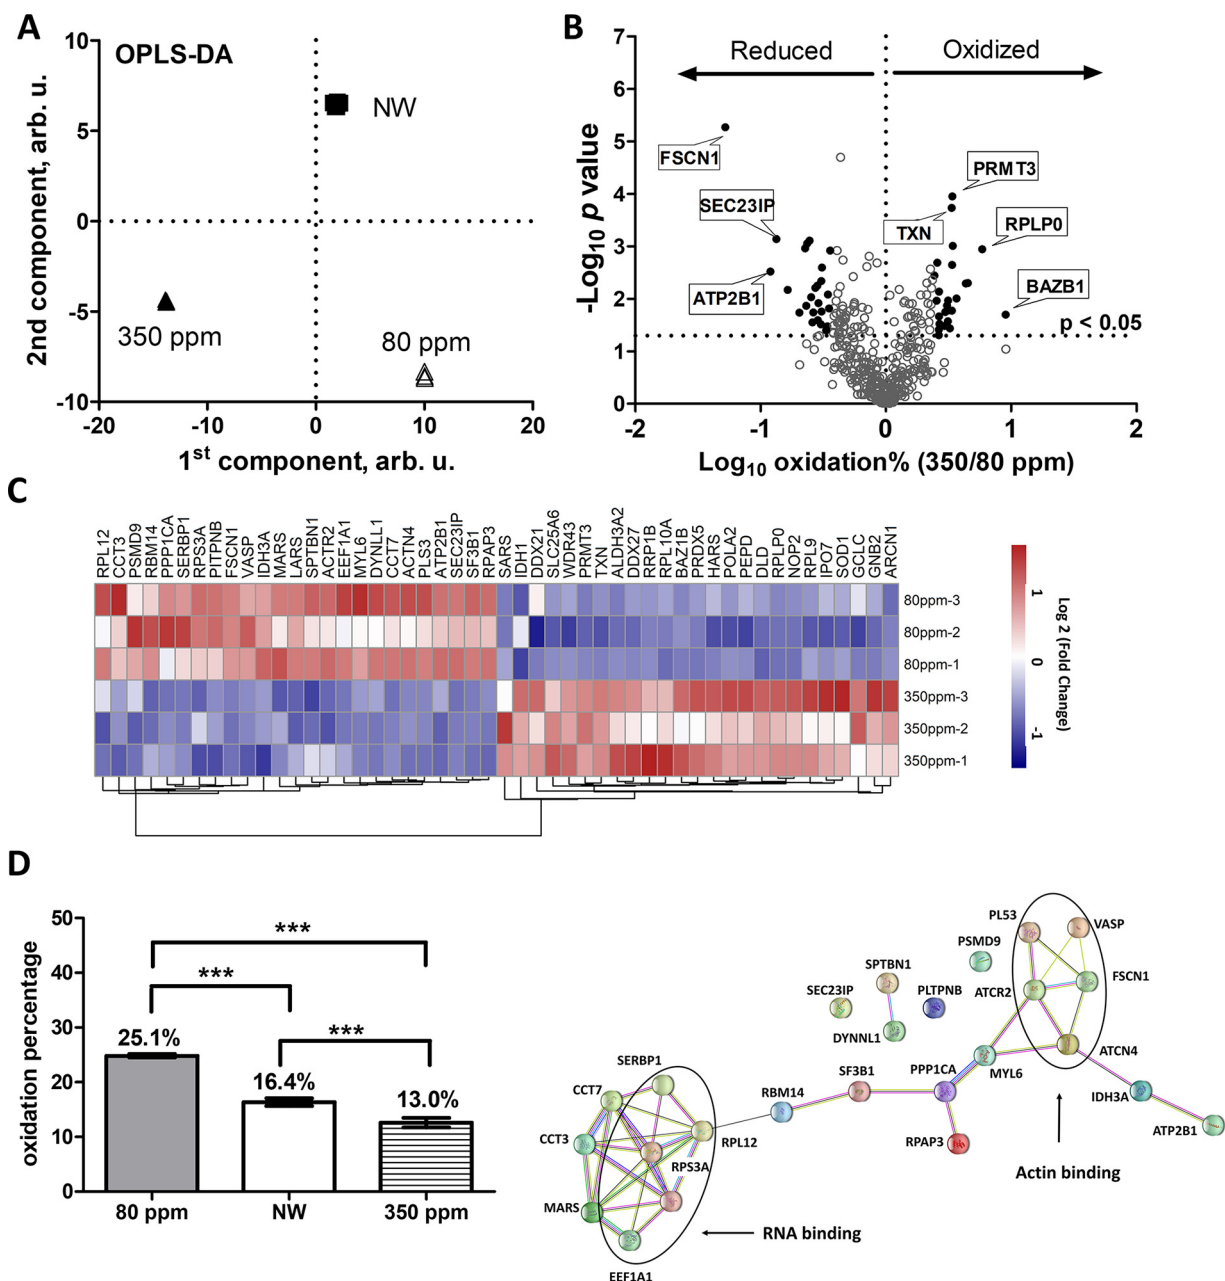 A
OPLS-DA
NW
350 ppm
80 ppm
10
5
0
-5
-10
-20
-10
0
10
20
2nd component, arb. u.
1st component, arb. u.
B
Reduced
Oxidized
FSCN1
SEC23IP
ATP2B1
PRMT3
TXN
RPLP0
BAZB1
p < 0.05
7
6
5
4
3
2
1
0
-2
-1
0
1
2
-Log10 p value
Log10 oxidation% (350/80 ppm)
C
RPL12
CCT3
PSMD9
RBM14
PPP1CA
SERBP1
RPS3A
PITPNB
FSCN1
VASP
IDH3A
MARS
LARS
SPTBN1
ACTR2
EEF1A1
MYL6
DYNLL1
CCT7
ACTN4
PLS3
ATP2B1
SEC23IP
SF3B1
RPAP3
SARS
IDH1
DDX21
SLC25A6
WDR43
PRMT3
TXN
ALDH3A2
DDX27
RRP1B
RPL10A
BAZ1B
PRDX5
HARS
POLA2
PEPD
DLD
RPLP0
NOP2
RPL9
IPO7
SOD1
GCLC
GNB2
ARCN1
80ppm-3
80ppm-2
80ppm-1
350ppm-3
350ppm-2
350ppm-1
1
0
-1
Log 2 (Fold Change)
D
oxidation percentage
50
40
30
20
10
0
***
***
***
25.1%
16.4%
13.0%
80 ppm
NW
350 ppm
PL53
VASP
PSMD9
SPTBN1
FSCN1
SEC23IP
PLTPNB
ATCR2
DYNNL1
ATCN4
SERBP1
SF3B1
PPP1CA
MYL6
CCT7
RBM14
IDH3A
ATP2B1
CCT3
RPL12
RPAP3
RPS3A
Actin binding
MARS
RNA binding
EEF1A1